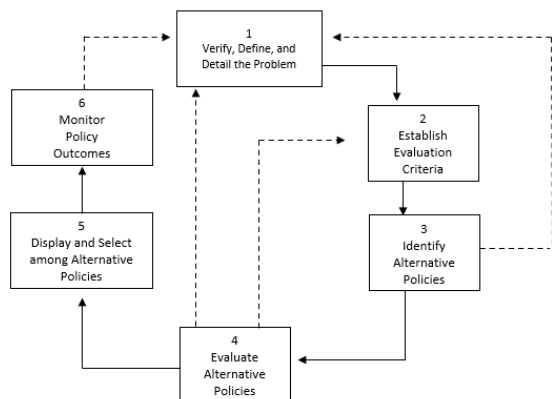 1
Verify, Define, and
Detail the Problem
2
Establish
Evaluation
Criteria
3
Identify
Alternative
Policies
4
Evaluate
Alternative
Policies
5
Display and Select
among Alternative
Policies
6
Monitor
Policy
Outcomes